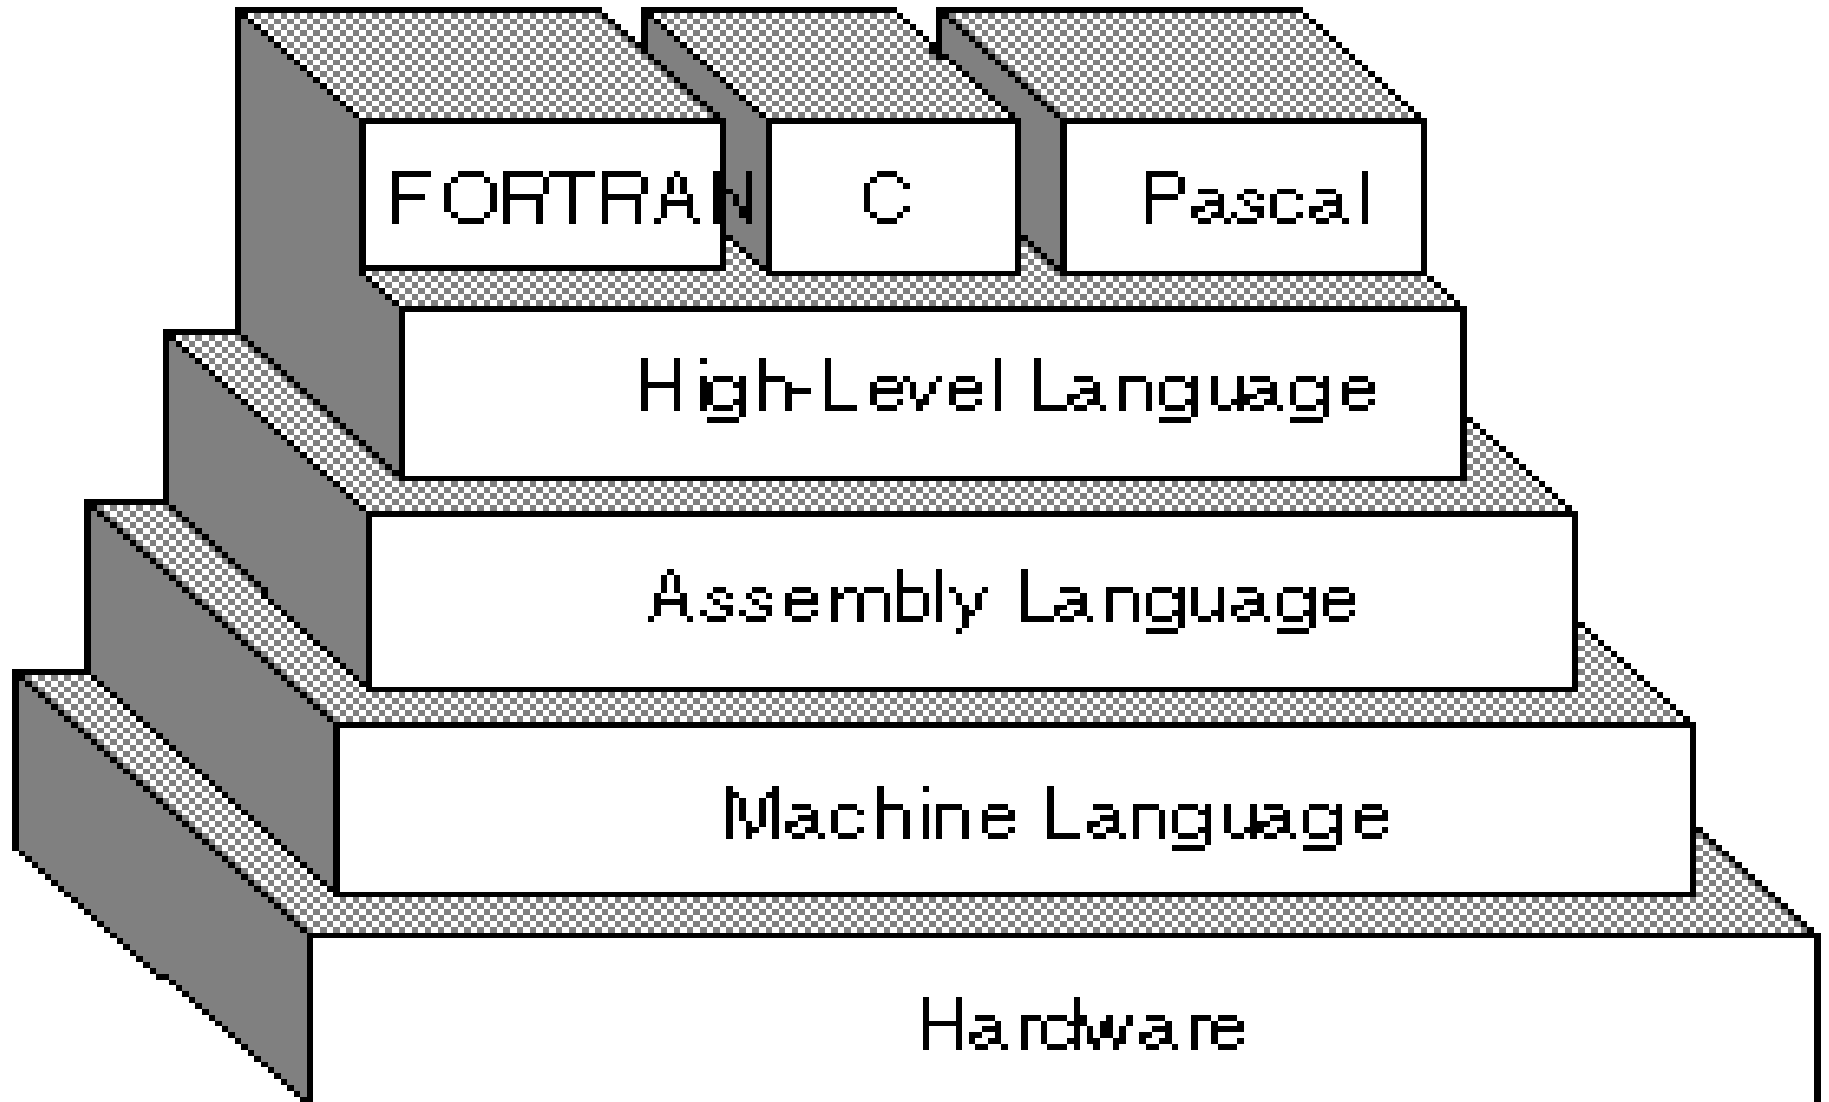 FORTRAN C Pascal
High-Level Language
Assembly Language
Machine Language
Hardware